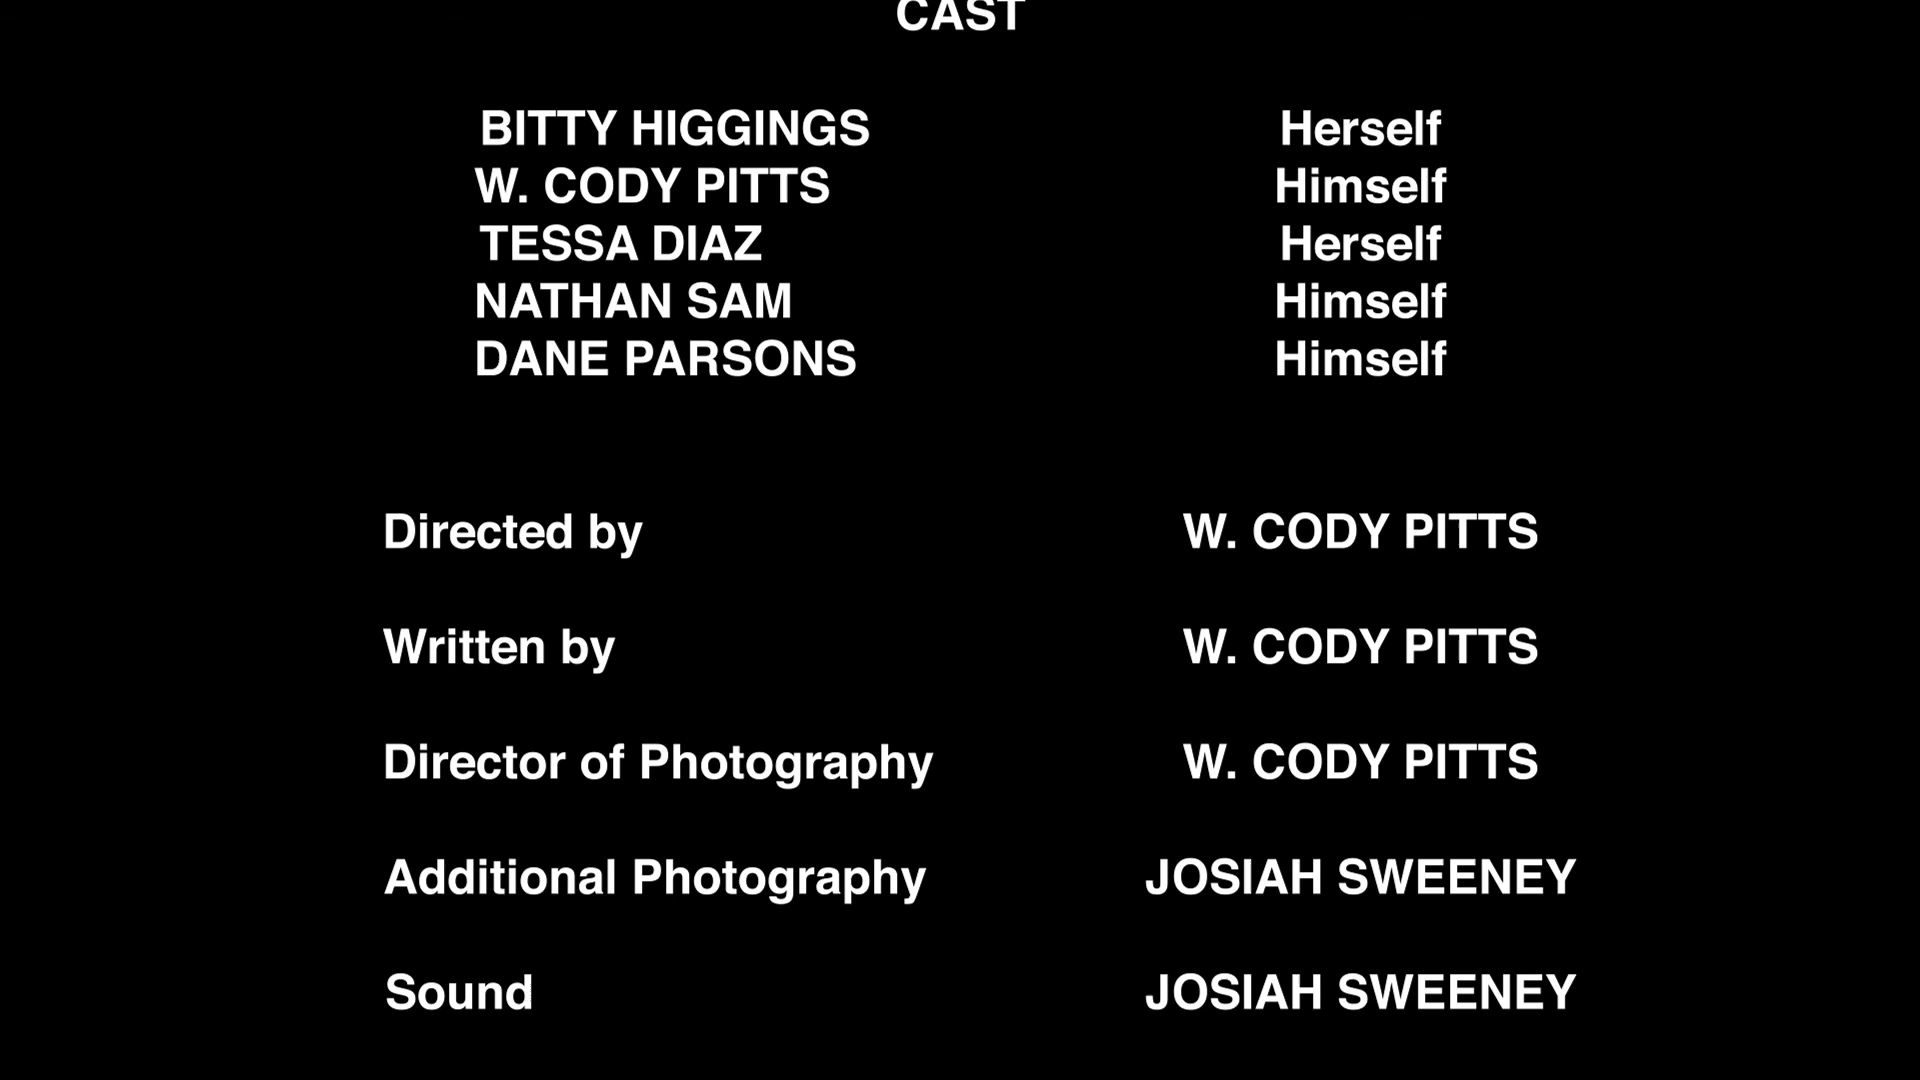 CAST
BITTY HIGGINGS Herself
W. CODY PITTS Himself
TESSA DIAZ Herself
NATHAN SAM Himself
DANE PARSONS Himself
Directed by W. CODY PITTS
Written by W. CODY PITTS
Director of Photography W. CODY PITTS
Additional Photography JOSIAH SWEENEY
Sound JOSIAH SWEENEY